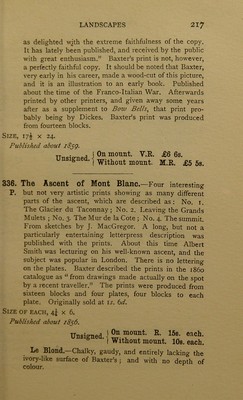 LANDSCAPES 217
as delighted wjth the extreme faithfulness of the copy.
It has lately been published, and received by the public
with great enthusiasm." Baxter's print is not, however,
a perfectly faithful copy. It should be noted that Baxter,
very early in his career, made a wood-cut of this picture,
and it is an illustration to an early book. Published
about the time of the Franco-Italian War. Afterwards
printed by other printers, and given away some years
after as a supplement to Bow Bells, that print pro-
bably being by Dickes. Baxter's print was produced
from fourteen blocks.
SIZE, 17½ × 24.
Published about 1859.
Unsigned. { On mount. V.R. £6 6s.
Without mount. M.R. £5 5s.
336. The Ascent of Mont Blanc.—Four interesting
P. but not very artistic prints showing as many different
parts of the ascent, which are described as: No. 1.
The Glacier du Taconnay; No. 2. Leaving the Grands
Mulets; No. 3. The Mur de la Cote; No. 4. The summit.
From sketches by J. MacGregor. A long, but not a
particularly entertaining letterpress description was
published with the prints. About this time Albert
Smith was lecturing on his well-known ascent, and the
subject was popular in London. There is no lettering
on the plates. Baxter described the prints in the 1860
catalogue as "from drawings made actually on the spot
by a recent traveller." The prints were produced from
sixteen blocks and four plates, four blocks to each
plate. Originally sold at 1s. 6d.
SIZE OF EACH, 4¼ × 6.
Published about 1856.
Unsigned. { On mount. R. 15s. each.
Without mount. 10s. each.
Le Blond.—Chalky, gaudy, and entirely lacking the
ivory-like surface of Baxter's; and with no depth of
colour.